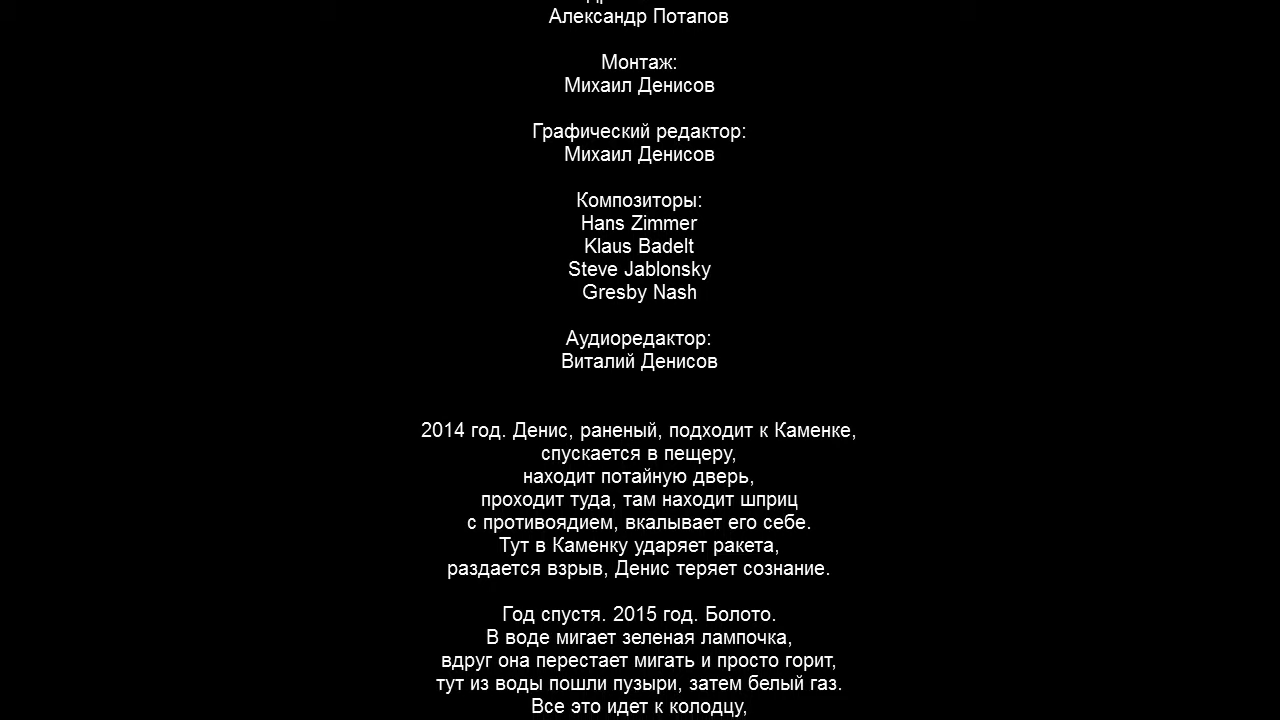 Александр Потапов
Монтаж:
Михаил Денисов
Графический редактор:
Михаил Денисов
Композиторы:
Hans Zimmer
Klaus Badelt
Steve Jablonsky
Gresby Nash
Аудиоредактор:
Виталий Денисов
2014 год. Денис, раненый, подходит к Каменке,
спускается в пещеру,
находит потайную дверь,
проходит туда, там находит шприц
с противоядием, вкалывает его себе.
Тут в Каменку ударяет ракета,
раздается взрыв, Денис теряет сознание.
Год спустя. 2015 год. Болото.
В воде мигает зеленая лампочка,
вдруг она перестает мигать и просто горит,
тут из воды пошли пузыри, затем белый газ.
Все это идет к колодцу,